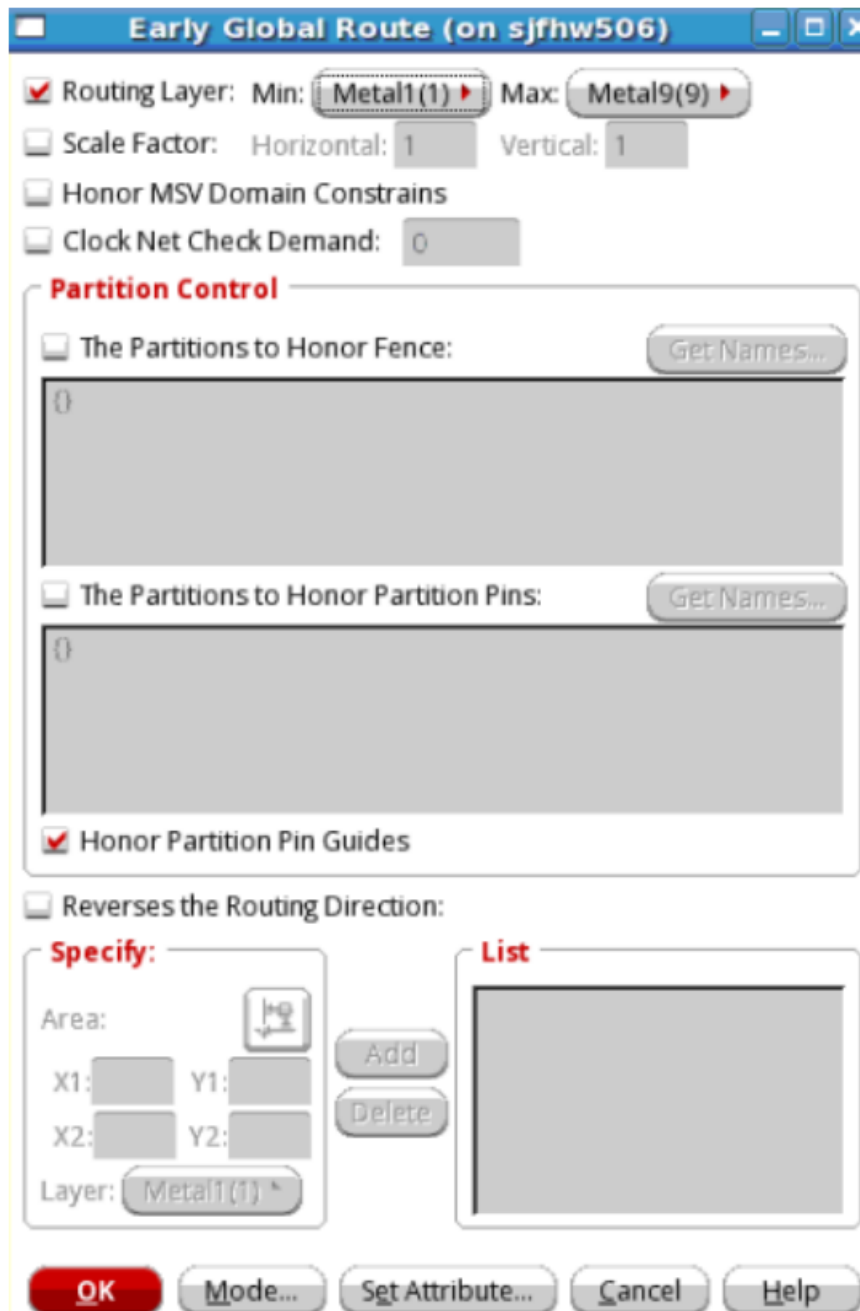 Early Global Route (on sjfhw506)
Routing Layer: Min: Metal1(1) Max: Metal9(9)
Scale Factor: Horizontal: 1 Vertical: 1
Honor MSV Domain Constrains
Clock Net Check Demand: 0
Partition Control
The Partitions to Honor Fence: Get Names...
{}
The Partitions to Honor Partition Pins: Get Names...
{}
Honor Partition Pin Guides
Reverses the Routing Direction:
Specify:
Area:
X1: Y1:
X2: Y2:
Layer: Metal1(1)
Add
Delete
List
OK Mode... Set Attribute... Cancel Help